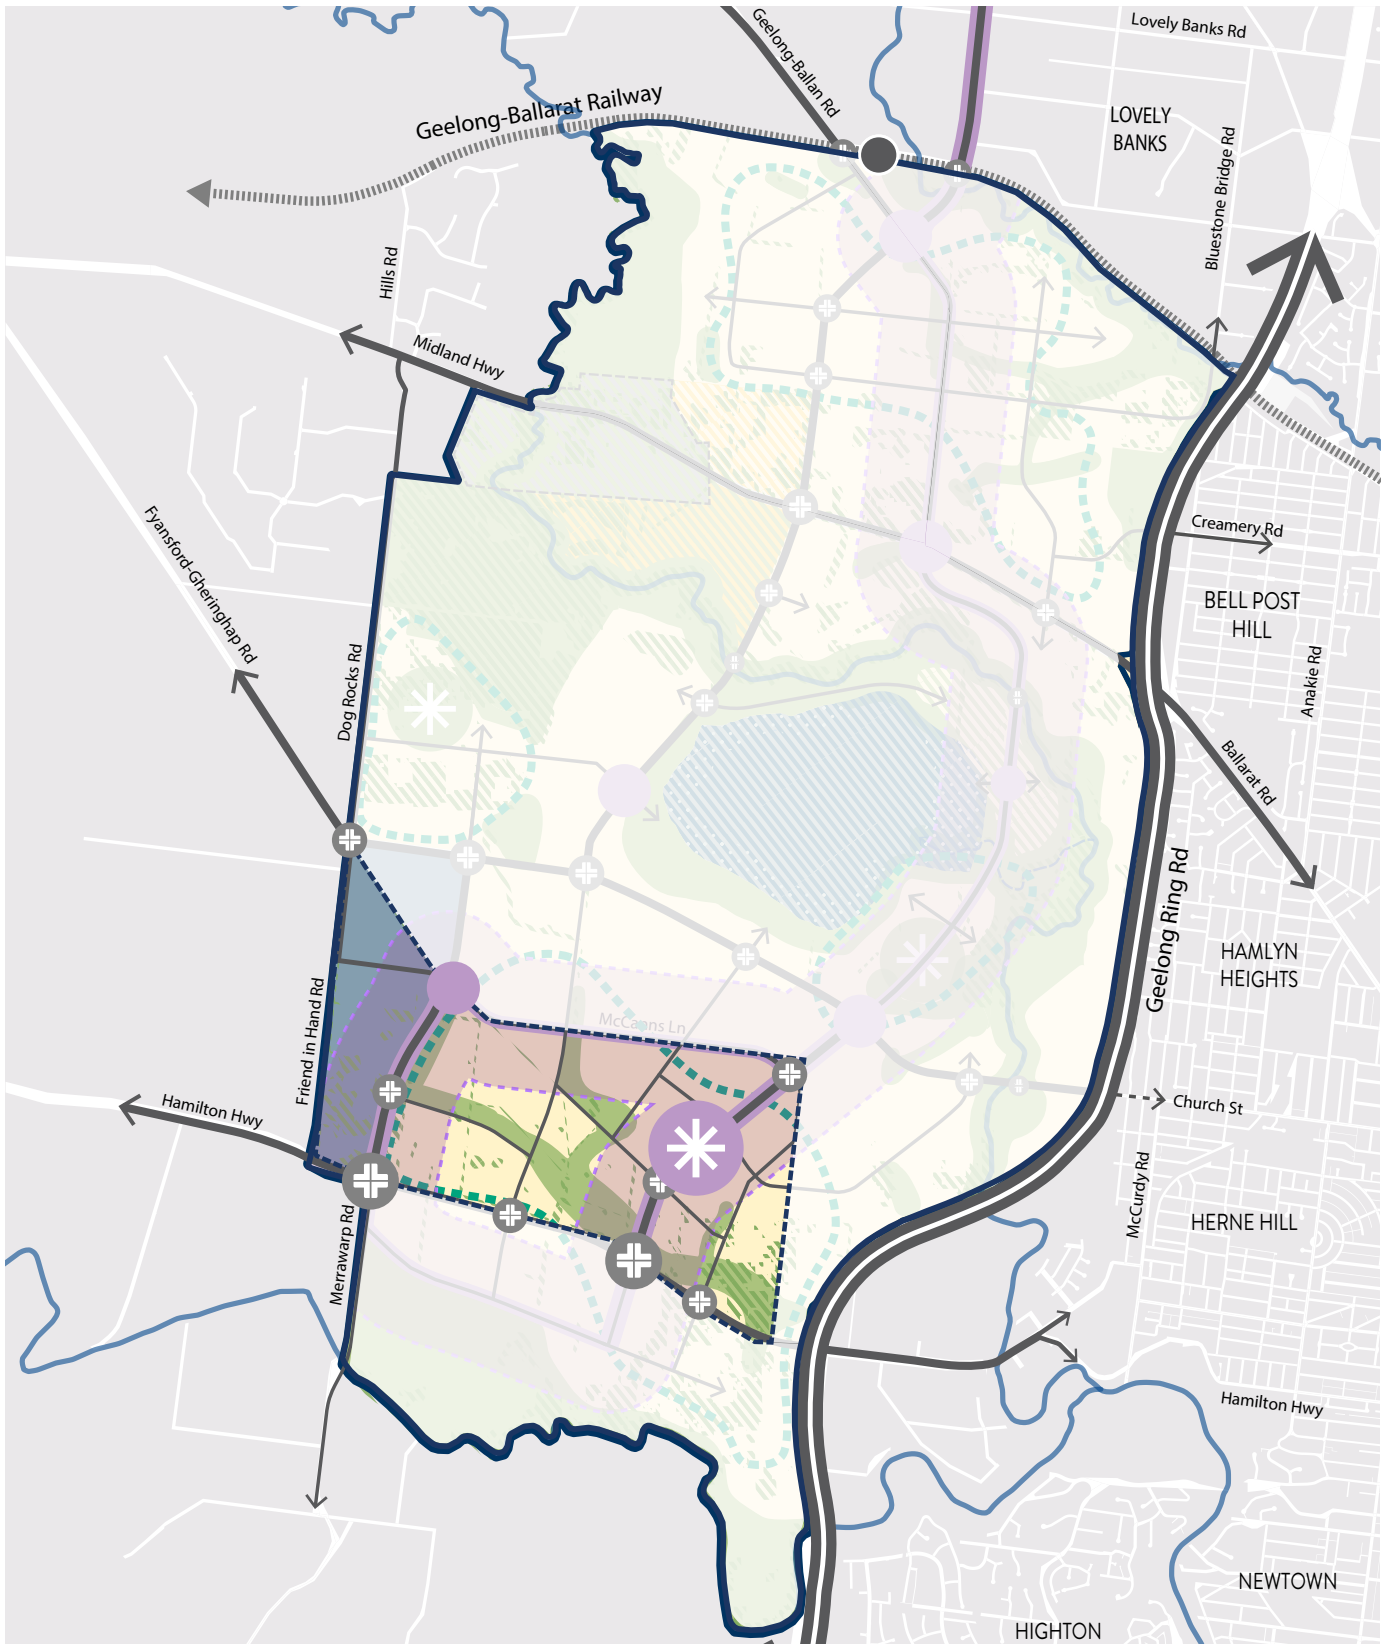 Lovely Banks Rd
Geelong-Ballan Rd
Geelong-Ballarat Railway
LOVELY
BANKS
Bluestone Bridge Rd
Hills Rd
Midland Hwy
Fyansford-Gheringhap Rd
Creamery Rd
BELL POST
HILL
Anakie Rd
Dog Rocks Rd
Ballarat Rd
Geelong Ring Rd
HAMLYN
HEIGHTS
Friend in Hand Rd
McCanns Ln
Hamilton Hwy
Church St
McCurdy Rd
HERNE HILL
Merrawarp Rd
Hamilton Hwy
NEWTOWN
HIGHTON